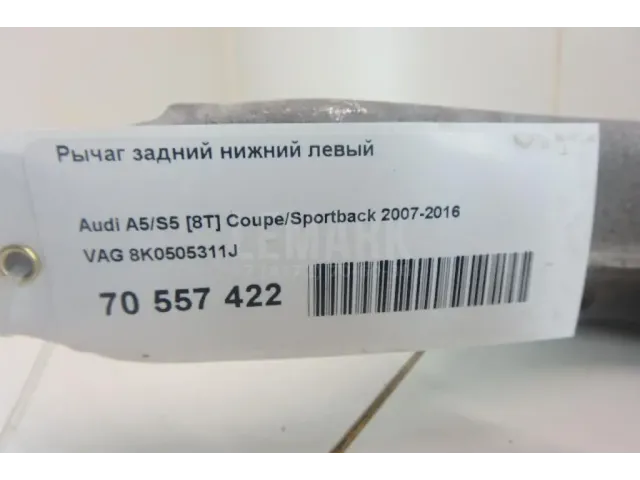 Рычаг задний нижний левый
Audi A5/S5 [8T] Coupe/Sportback 2007-2016
VAG 8K0505311J
70 557 422